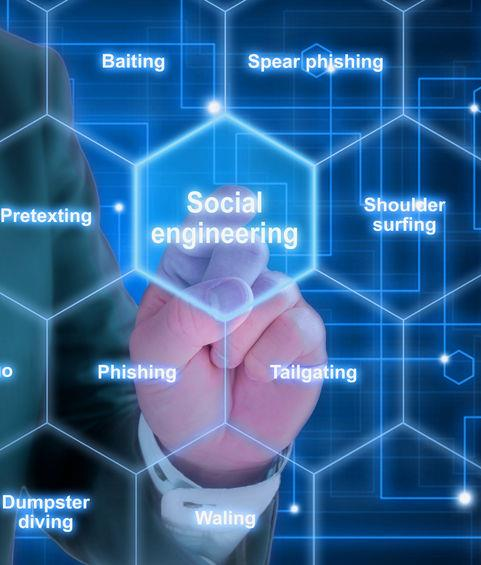 Baiting
Spear phishing
Social
engineering
Pretexting
Shoulder
surfing
Phishing
Tailgating
Dumpster
diving
Waling